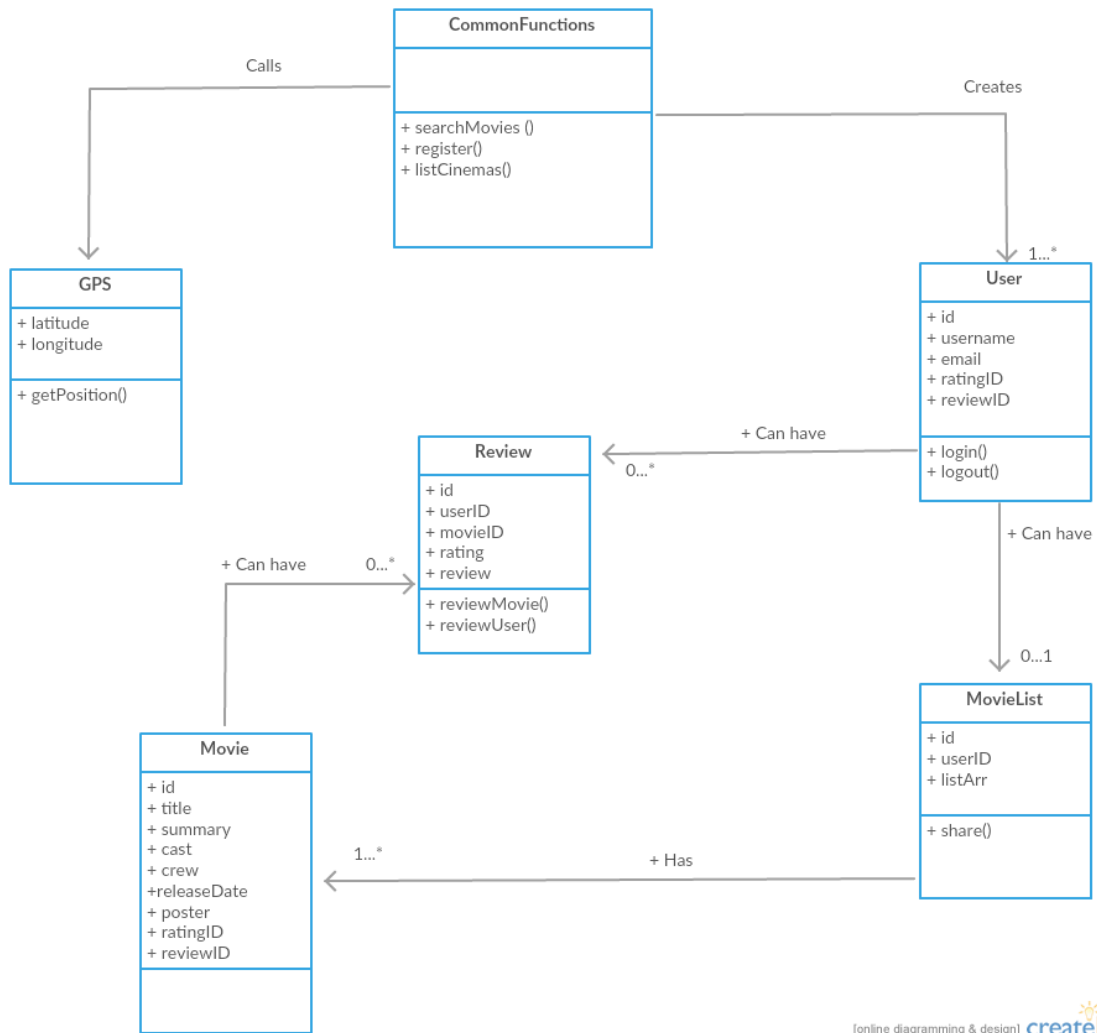 CommonFunctions
+ searchMovies ()
+ register()
+ listCinemas()
Calls
Creates
1...*
GPS
+ latitude
+ longitude
+ getPosition()
User
+ id
+ username
+ email
+ ratingID
+ reviewID
+ login()
+ logout()
+ Can have
0...*
Review
+ id
+ userID
+ movieID
+ rating
+ review
+ reviewMovie()
+ reviewUser()
+ Can have
0...*
+ Can have
0...1
MovieList
+ id
+ userID
+ listArr
+ share()
+ Has
1...*
Movie
+ id
+ title
+ summary
+ cast
+ crew
+releaseDate
+ poster
+ ratingID
+ reviewID
[online diagramming & design] create